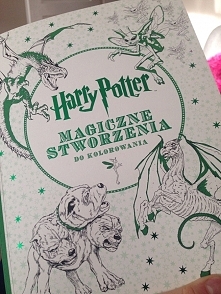 Harry Potter
MAGICZNE
STWORZENIA
DO KOLOROWANIA